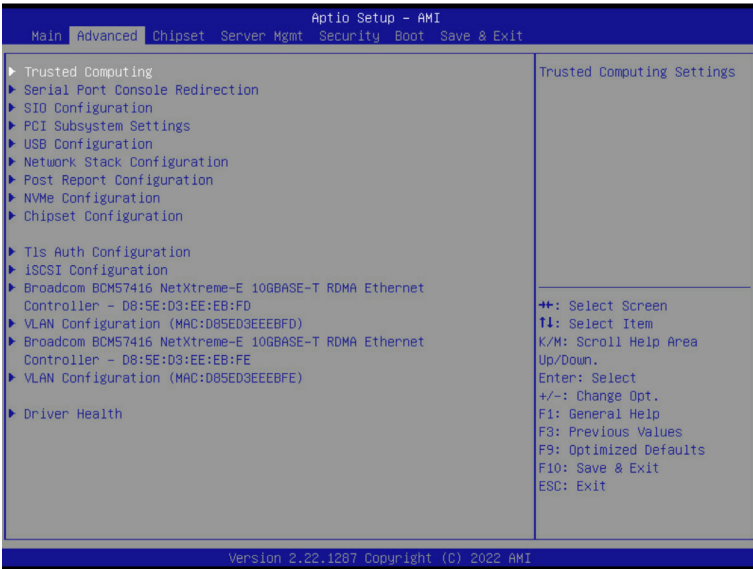 Aptio Setup – AMI
Main Advanced Chipset Server Mgmt Security Boot Save & Exit
Trusted Computing
Serial Port Console Redirection
SIO Configuration
PCI Subsystem Settings
USB Configuration
Network Stack Configuration
Post Report Configuration
NVMe Configuration
Chipset Configuration
Tls Auth Configuration
iSCSI Configuration
Broadcom BCM57416 NetXtreme-E 10GBASE-T RDMA Ethernet
Controller – D8:5E:D3:EE:EB:FD
VLAN Configuration (MAC:D85ED3EEEBFD)
Broadcom BCM57416 NetXtreme-E 10GBASE-T RDMA Ethernet
Controller – D8:5E:D3:EE:EB:FE
VLAN Configuration (MAC:D85ED3EEEBFE)
Driver Health
Trusted Computing Settings
→←: Select Screen
↑↓: Select Item
K/M: Scroll Help Area
Up/Down.
Enter: Select
+/-: Change Opt.
F1: General Help
F3: Previous Values
F9: Optimized Defaults
F10: Save & Exit
ESC: Exit
Version 2.22.1287 Copyright (C) 2022 AMI